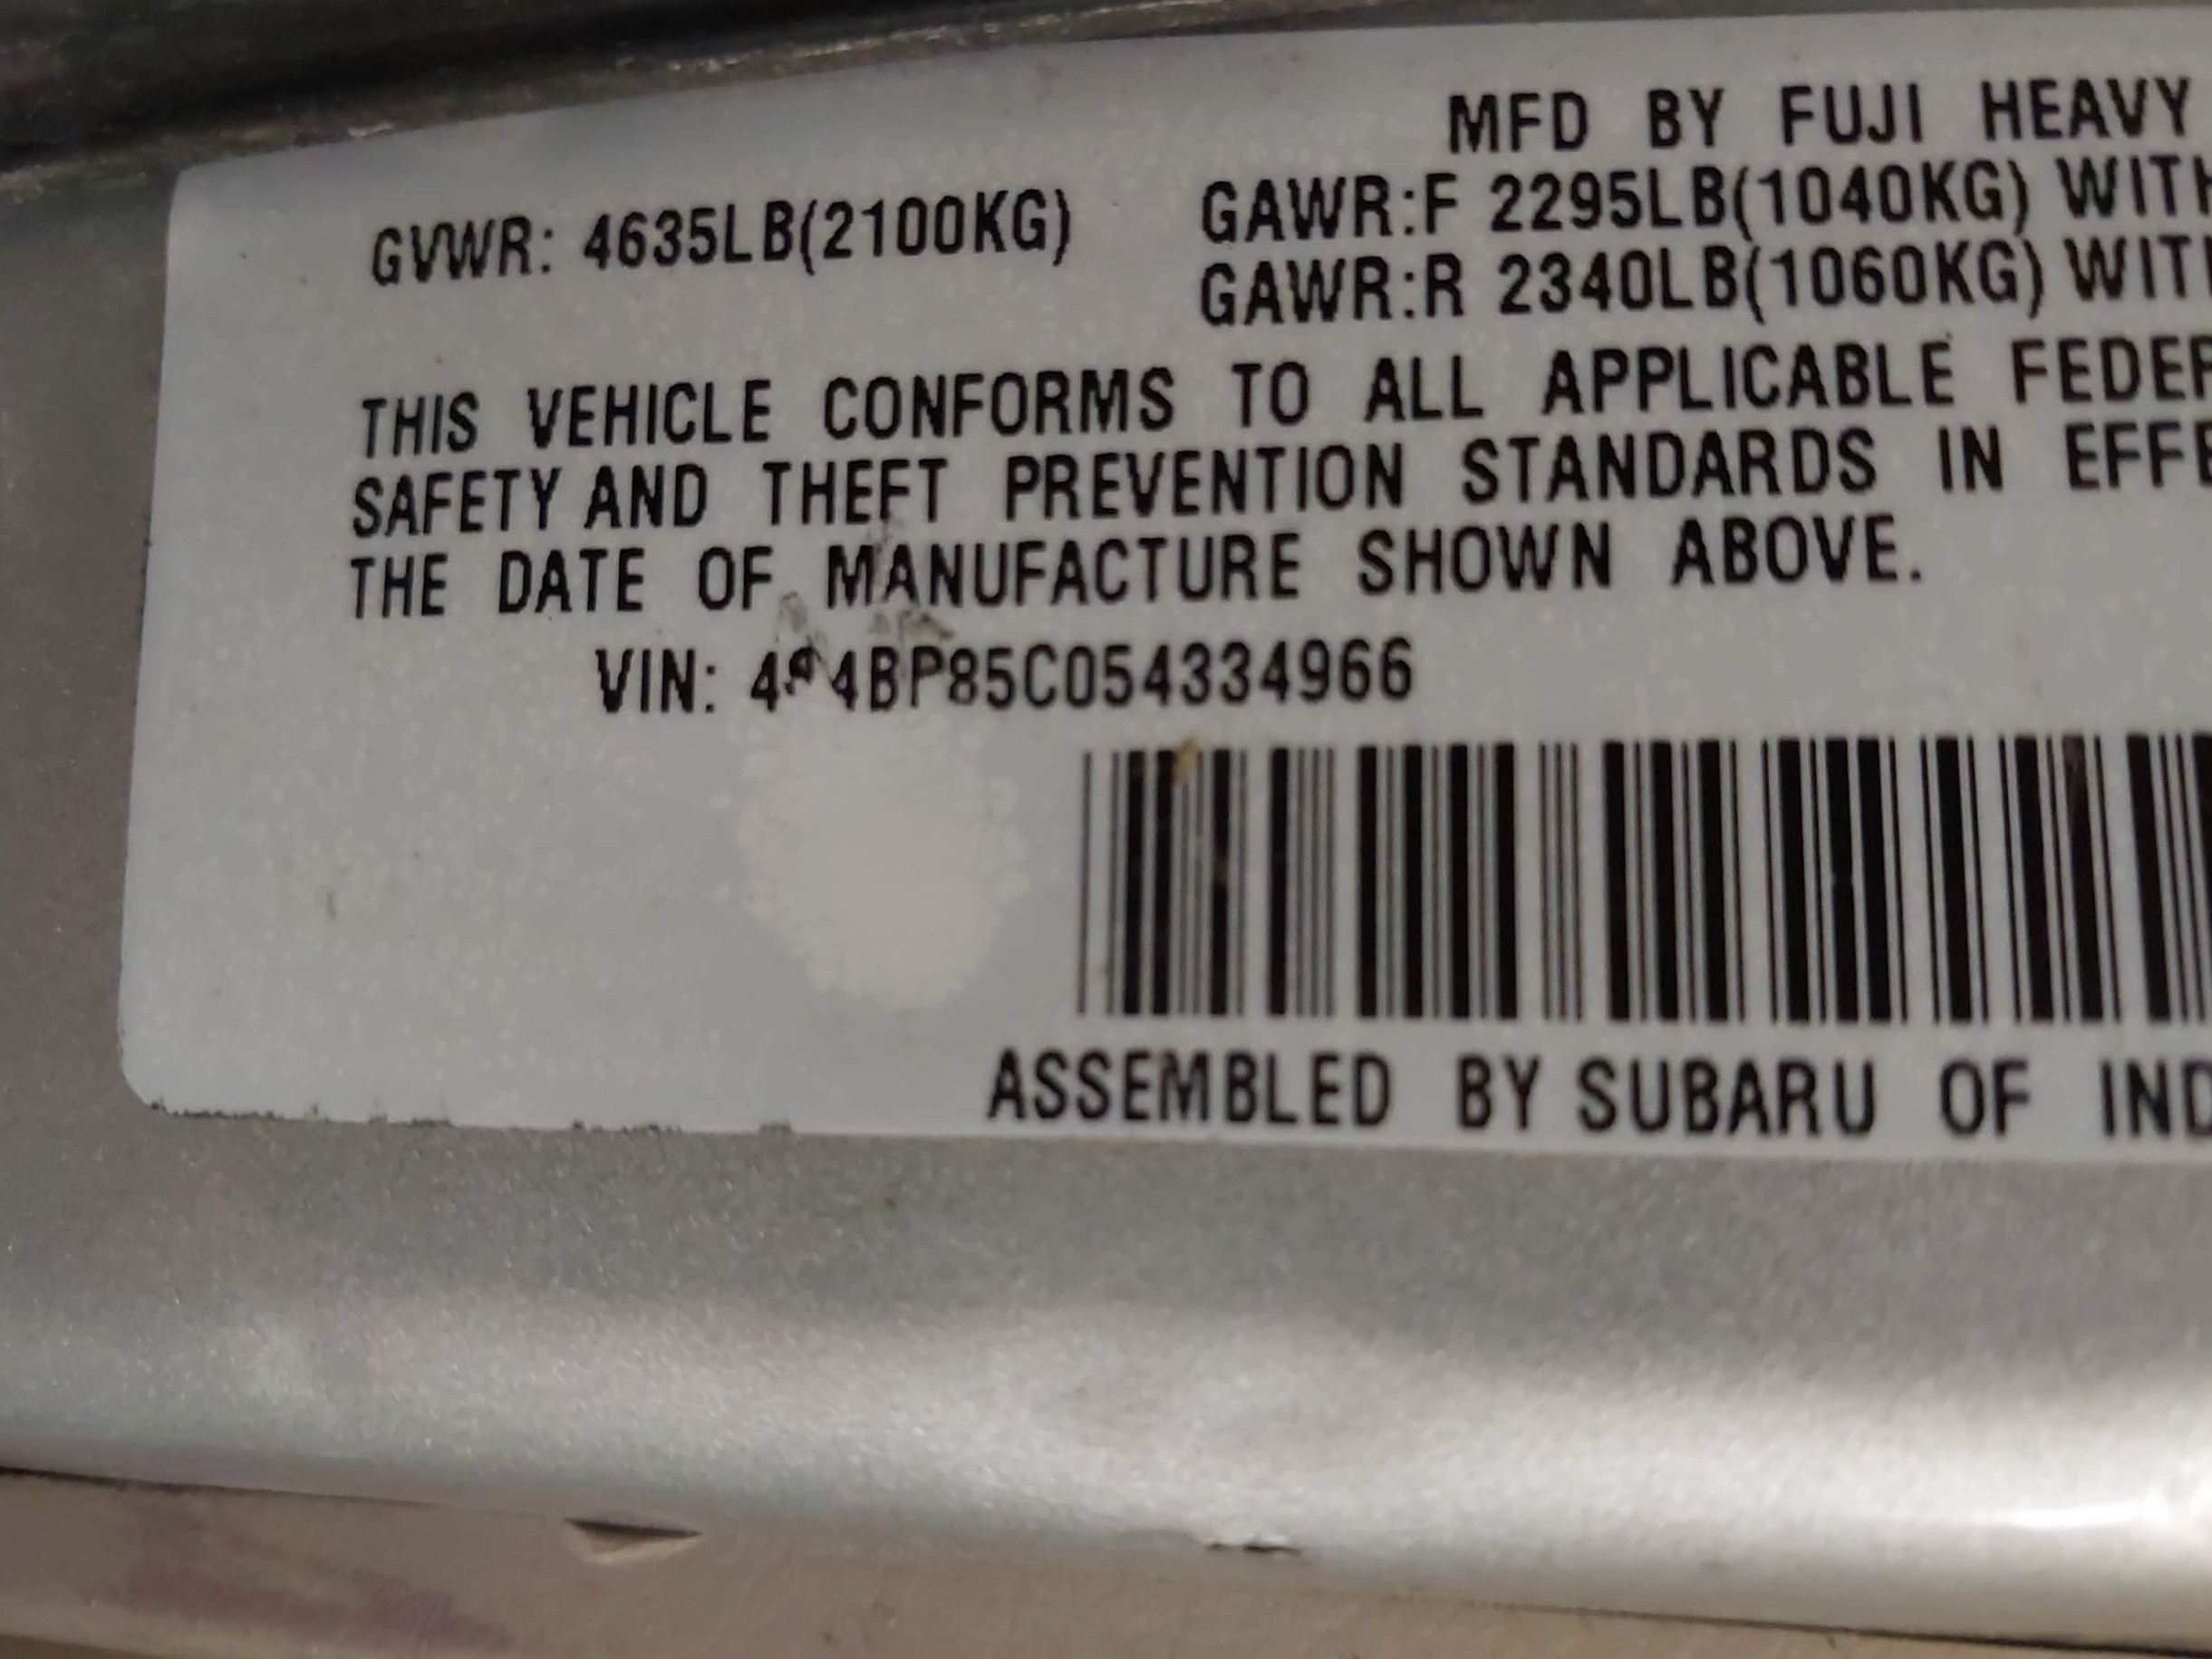 MFD BY FUJI HEAVY
GVWR: 4635LB(2100KG) GAWR:F 2295LB(1040KG) WITH
GAWR:R 2340LB(1060KG) WITH
THIS VEHICLE CONFORMS TO ALL APPLICABLE FEDER
SAFETY AND THEFT PREVENTION STANDARDS IN EFFE
THE DATE OF MANUFACTURE SHOWN ABOVE.
VIN:
ASSEMBLED BY SUBARU OF IND